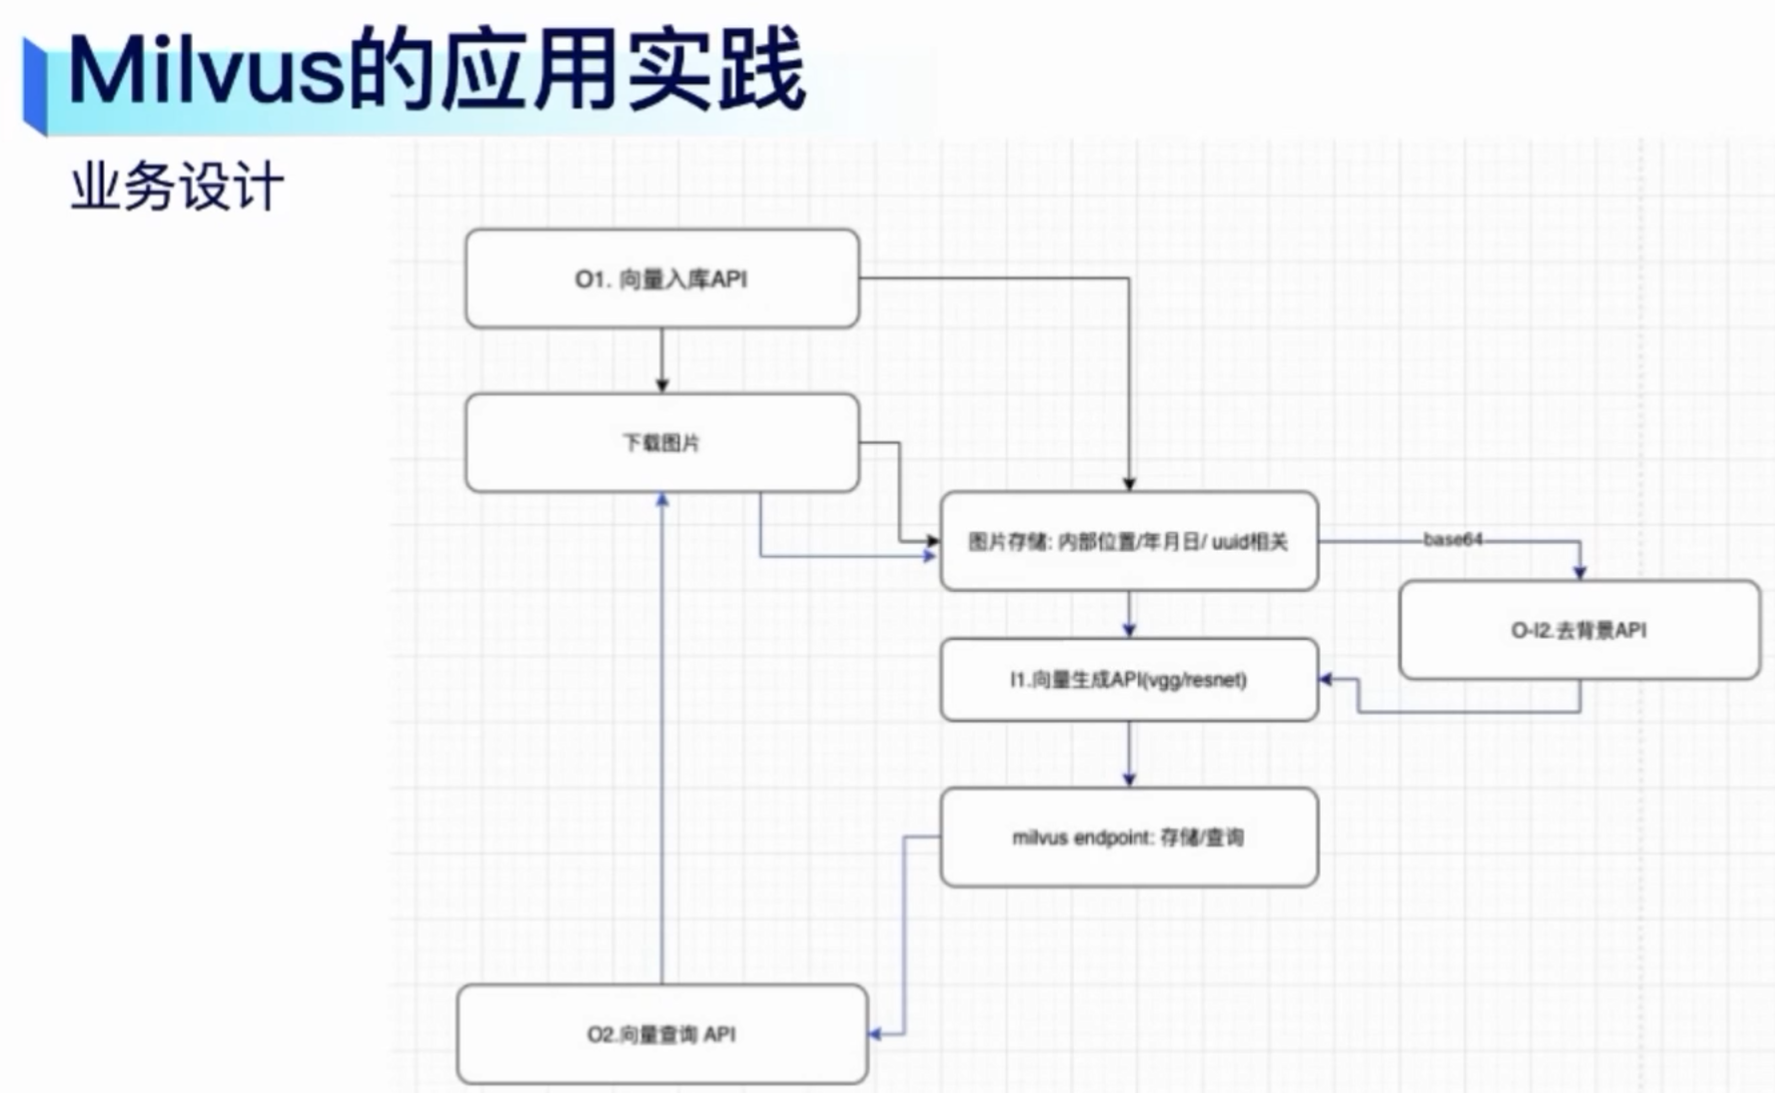 Milvus的应用实践
业务设计
O1. 向量入库API
下载图片
图片存储: 内部位置/年月日/ uuid相关
base64
O-I2.去背景API
I1.向量生成API(vgg/resnet)
milvus endpoint: 存储/查询
O2.向量查询 API